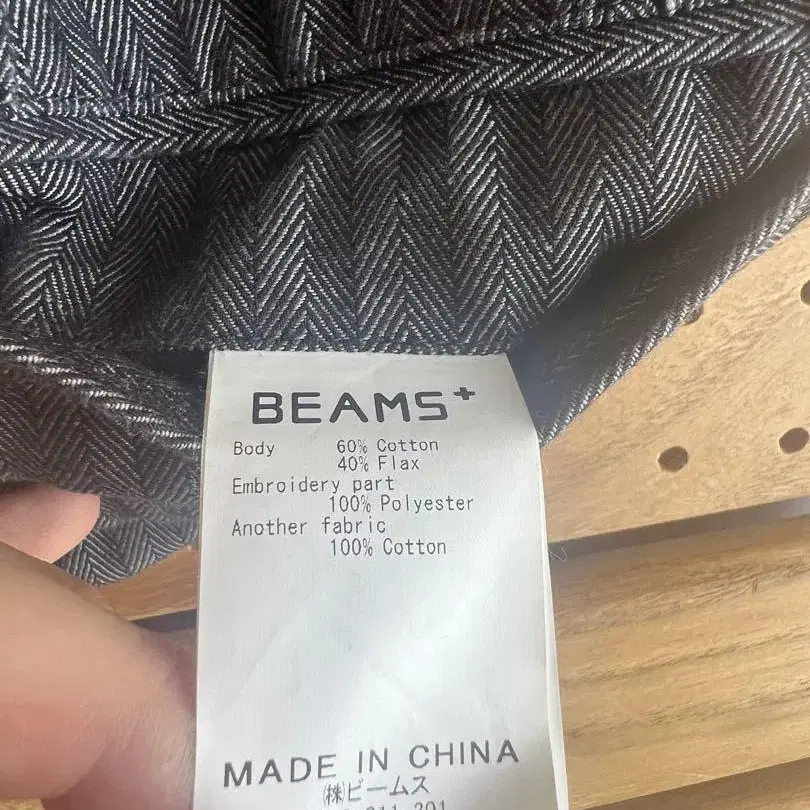 BEAMS+
Body 60% Cotton
40% Flax
Embroidery part
100% Polyester
Another fabric
100% Cotton
MADE IN CHINA
㈱ビームス